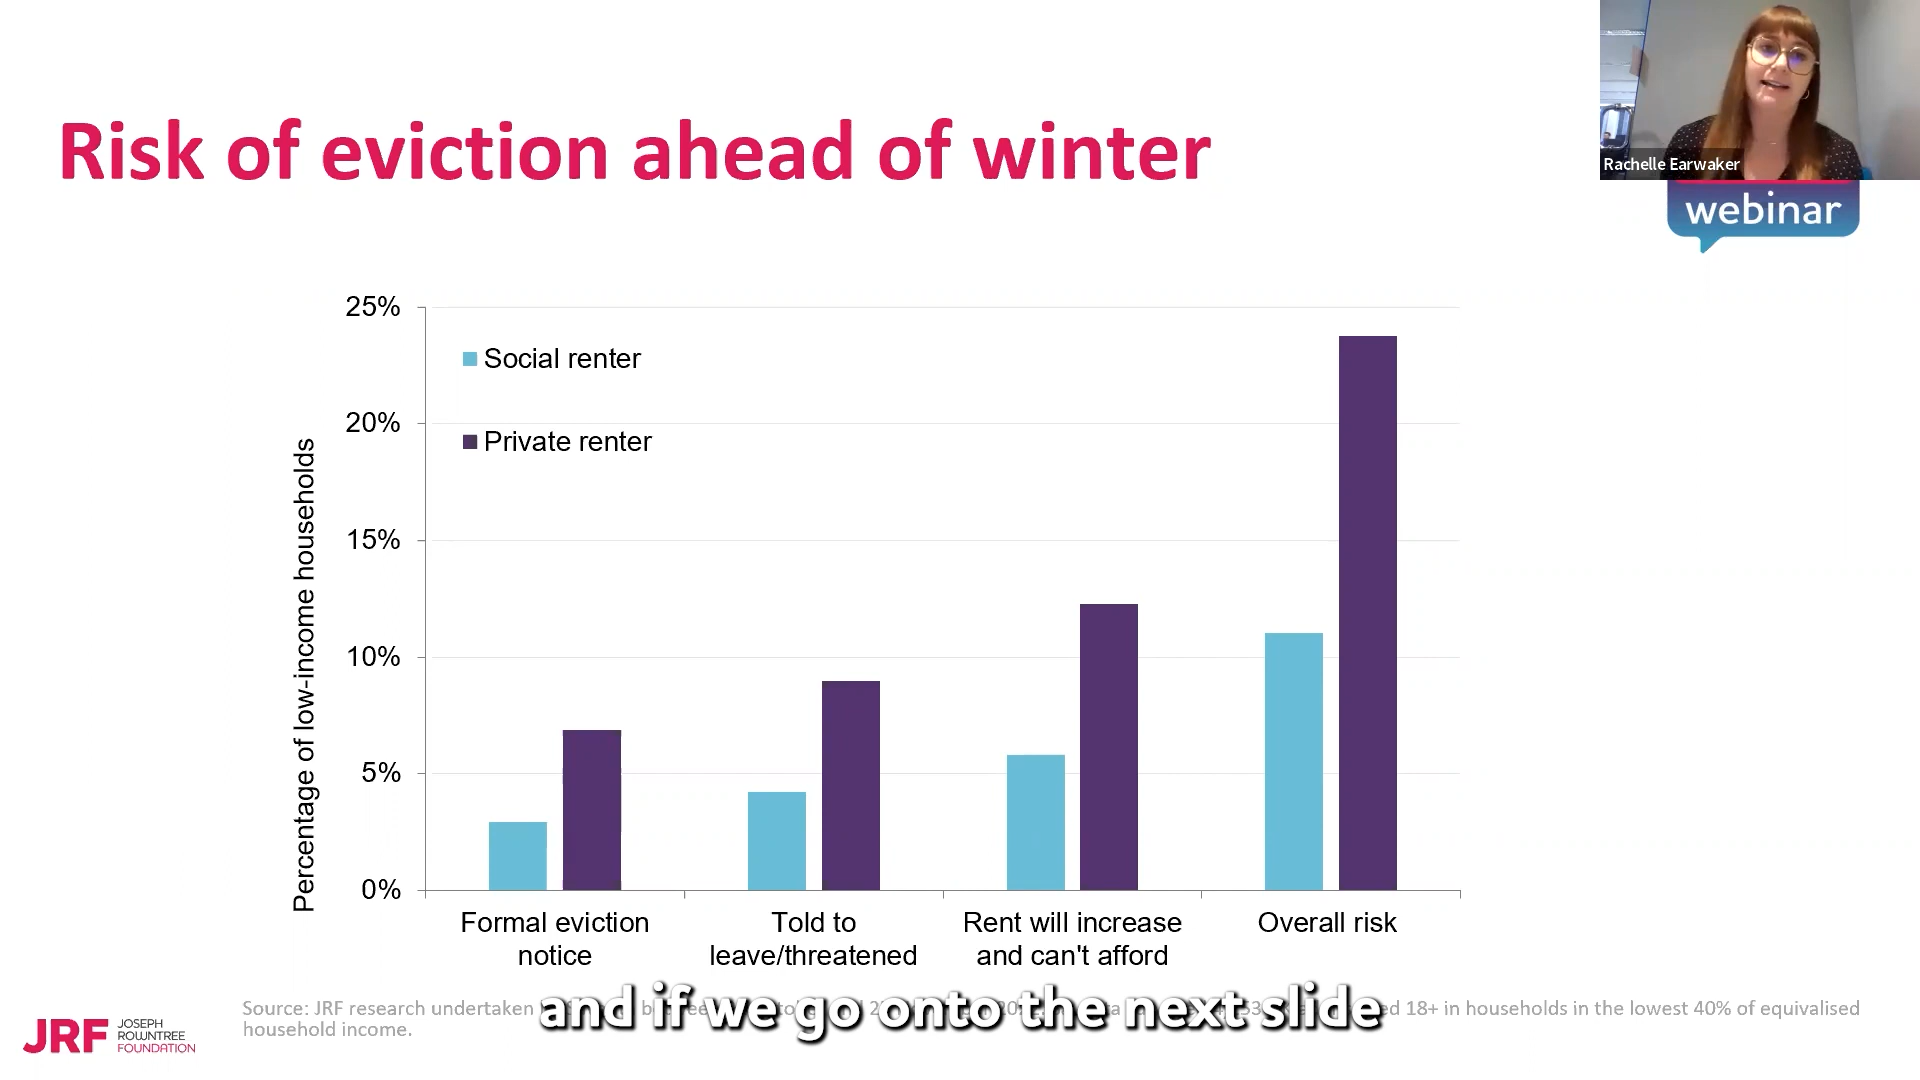 Risk of eviction ahead of winter
Rachelle Earwaker
webinar
25%
20%
15%
10%
5%
0%
Percentage of low-income households
Social renter
Private renter
Formal eviction
notice
Told to
leave/threatened
Rent will increase
and can't afford
Overall risk
and if we go onto the next slide
Source: JRF research undertaken 18+ in households in the lowest 40% of equivalised
household income.
JRF
JOSEPH
ROWNTREE
FOUNDATION